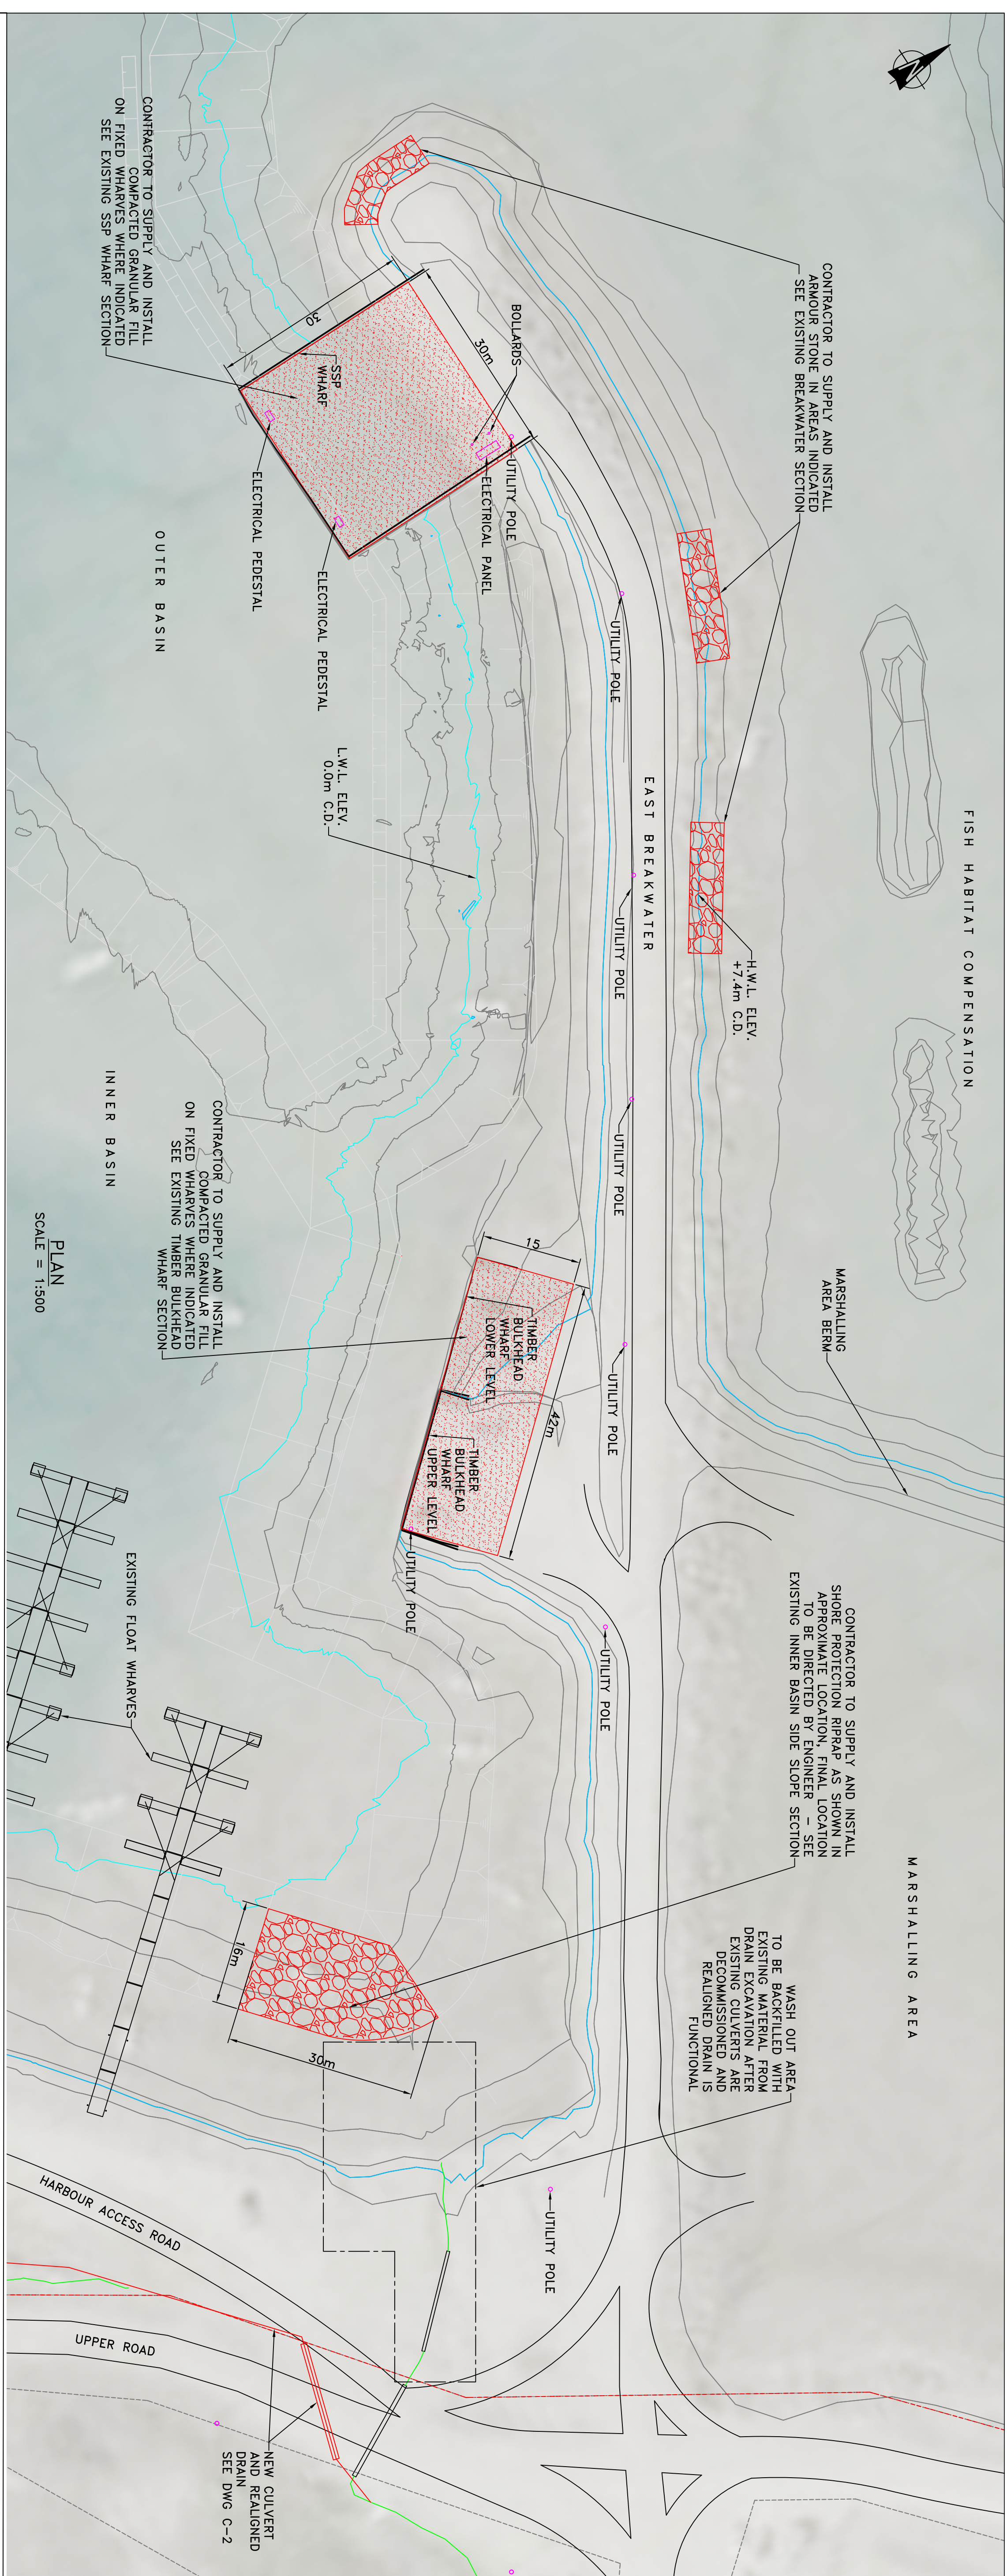 N
CONTRACTOR TO SUPPLY AND INSTALL
COMPACTED GRANULAR FILL
ON FIXED WHARVES WHERE INDICATED
SEE EXISTING SSP WHARF SECTION
CONTRACTOR TO SUPPLY AND INSTALL
ARMOUR STONE IN AREAS INDICATED
SEE EXISTING BREAKWATER SECTION
30
30m
BOLLARDS
SSP
WHARF
UTILITY POLE
ELECTRICAL PANEL
ELECTRICAL PEDESTAL
ELECTRICAL PEDESTAL
OUTER BASIN
UTILITY POLE
L.W.L. ELEV.
0.0m C.D.
EAST BREAKWATER
UTILITY POLE
H.W.L. ELEV.
+7.4m C.D.
FISH HABITAT COMPENSATION
INNER BASIN
UTILITY POLE
CONTRACTOR TO SUPPLY AND INSTALL
COMPACTED GRANULAR FILL
ON FIXED WHARVES WHERE INDICATED
SEE EXISTING TIMBER BULKHEAD
WHARF SECTION
PLAN
SCALE = 1:500
15
42m
TIMBER
BULKHEAD
WHARF
LOWER LEVEL
TIMBER
BULKHEAD
WHARF
UPPER LEVEL
UTILITY POLE
UTILITY POLE
MARSHALLING
AREA BERM
EXISTING FLOAT WHARVES
UTILITY POLE
CONTRACTOR TO SUPPLY AND INSTALL
SHORE PROTECTION RIPRAP AS SHOWN IN
APPROXIMATE LOCATION, FINAL LOCATION
TO BE DIRECTED BY ENGINEER – SEE
EXISTING INNER BASIN SIDE SLOPE SECTION
MARSHALLING AREA
16m
30m
WASH OUT AREA
TO BE BACKFILLED WITH
EXISTING MATERIAL FROM
DRAIN EXCAVATION AFTER
EXISTING CULVERTS ARE
DECOMMISSIONED AND
REALIGNED DRAIN IS
FUNCTIONAL
UTILITY POLE
HARBOUR ACCESS ROAD
UPPER ROAD
NEW CULVERT
AND REALIGNED
DRAIN
SEE DWG C-2